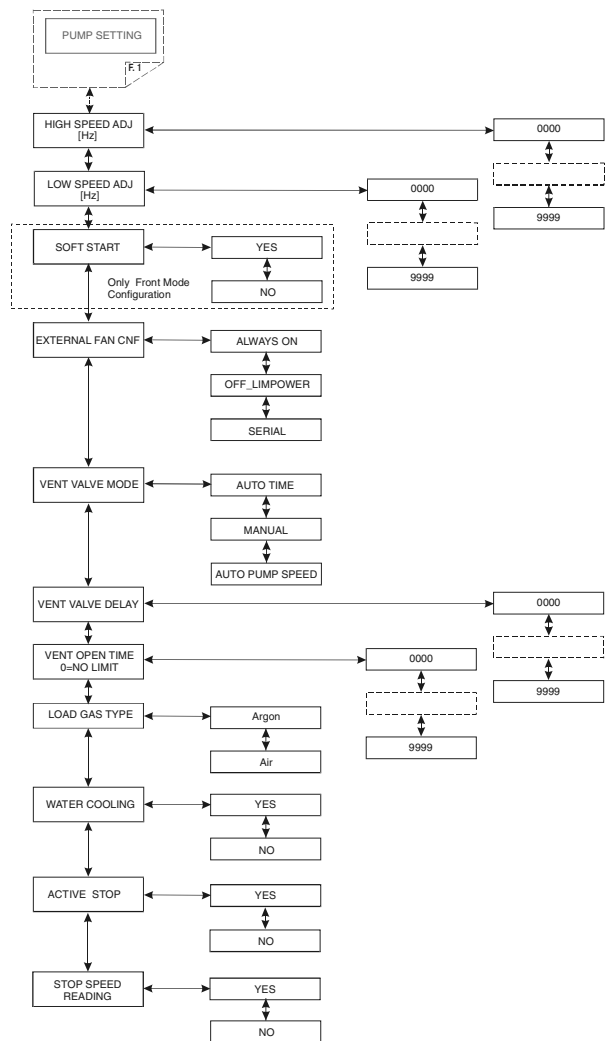 PUMP SETTING
F. 1
HIGH SPEED ADJ
[Hz]
0000
9999
LOW SPEED ADJ
[Hz]
0000
9999
SOFT START
YES
NO
Only Front Mode
Configuration
EXTERNAL FAN CNF
ALWAYS ON
OFF_LIMPOWER
SERIAL
VENT VALVE MODE
AUTO TIME
MANUAL
AUTO PUMP SPEED
VENT VALVE DELAY
0000
9999
VENT OPEN TIME
0=NO LIMIT
0000
9999
LOAD GAS TYPE
Argon
Air
WATER COOLING
YES
NO
ACTIVE STOP
YES
NO
STOP SPEED
READING
YES
NO